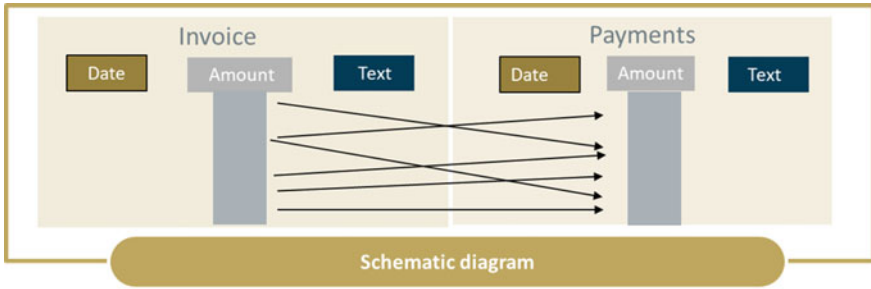 Invoice
Payments
Date
Amount
Text
Date
Amount
Text
Schematic diagram